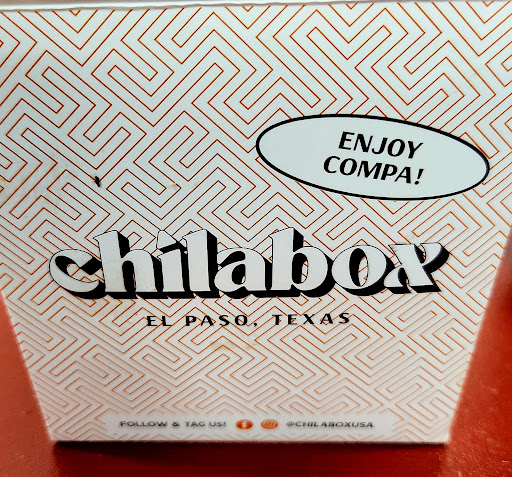 ENJOY
COMPA!
chilabox
EL PASO, TEXAS
FOLLOW & TAG US! @CHILABOXUSA